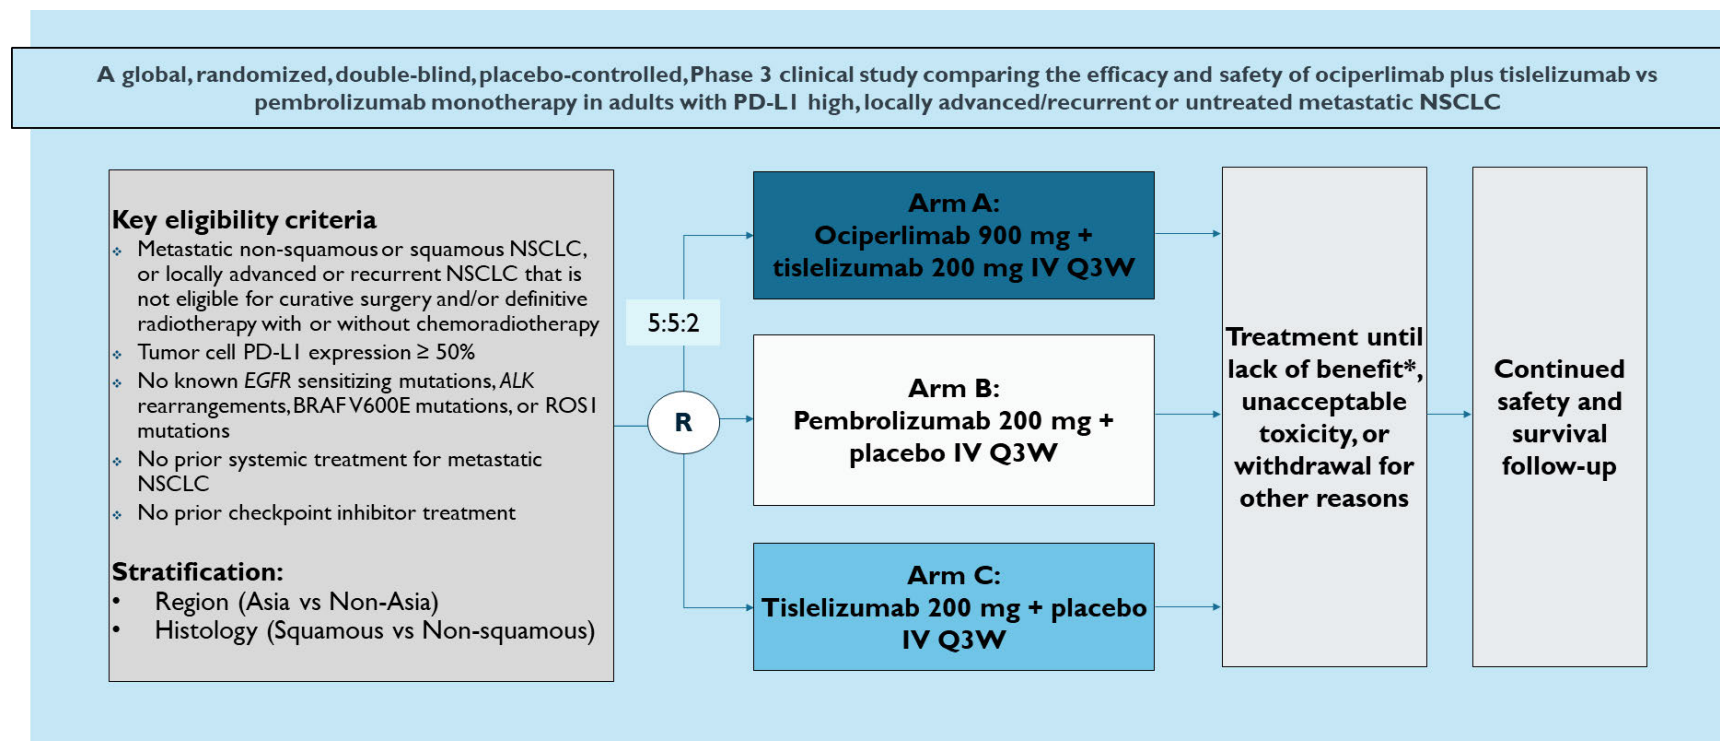 A global, randomized, double-blind, placebo-controlled, Phase 3 clinical study comparing the efficacy and safety of ociperlimab plus tislelizumab vs
pembrolizumab monotherapy in adults with PD-L1 high, locally advanced/recurrent or untreated metastatic NSCLC
Key eligibility criteria
❖ Metastatic non-squamous or squamous NSCLC,
or locally advanced or recurrent NSCLC that is
not eligible for curative surgery and/or definitive
radiotherapy with or without chemoradiotherapy
❖ Tumor cell PD-L1 expression ≥ 50%
❖ No known EGFR sensitizing mutations, ALK
rearrangements, BRAF V600E mutations, or ROS1
mutations
❖ No prior systemic treatment for metastatic
NSCLC
❖ No prior checkpoint inhibitor treatment
Stratification:
• Region (Asia vs Non-Asia)
• Histology (Squamous vs Non-squamous)
5:5:2
R
Arm A:
Ociperlimab 900 mg +
tislelizumab 200 mg IV Q3W
Arm B:
Pembrolizumab 200 mg +
placebo IV Q3W
Arm C:
Tislelizumab 200 mg + placebo
IV Q3W
Treatment until
lack of benefit*,
unacceptable
toxicity, or
withdrawal for
other reasons
Continued
safety and
survival
follow-up